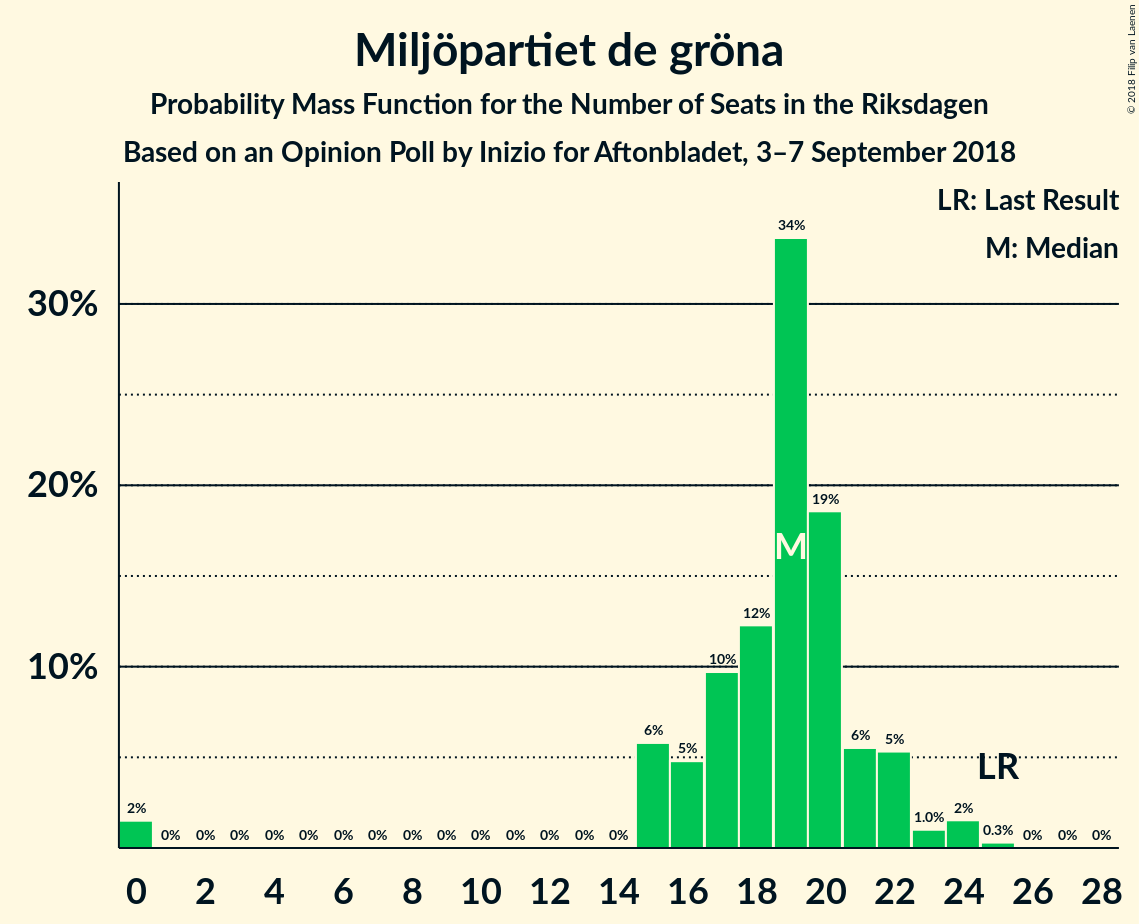 Miljöpartiet de gröna
Probability Mass Function for the Number of Seats in the Riksdagen
Based on an Opinion Poll by Inizio for Aftonbladet, 3–7 September 2018
© 2018 Filip van Laenen
LR: Last Result
M: Median
30%
20%
10%
2% 0% 0% 0% 0% 0% 0% 0% 0% 0% 0% 0% 0% 0% 0% 6% 5% 10% 12% 34% 19% 6% 5% 1.0% 2% 0.3% 0% 0% 0%
M
LR
0 2 4 6 8 10 12 14 16 18 20 22 24 26 28